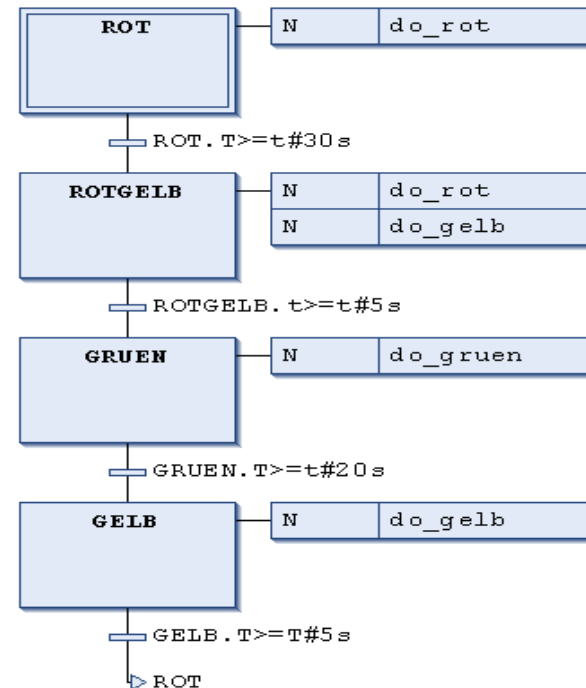 ROT N do_rot
ROT.T>=t#30s
ROTGELB N do_rot
N do_gelb
ROTGELB.t>=t#5s
GRUEN N do_gruen
GRUEN.T>=t#20s
GELB N do_gelb
GELB.T>=T#5s
ROT